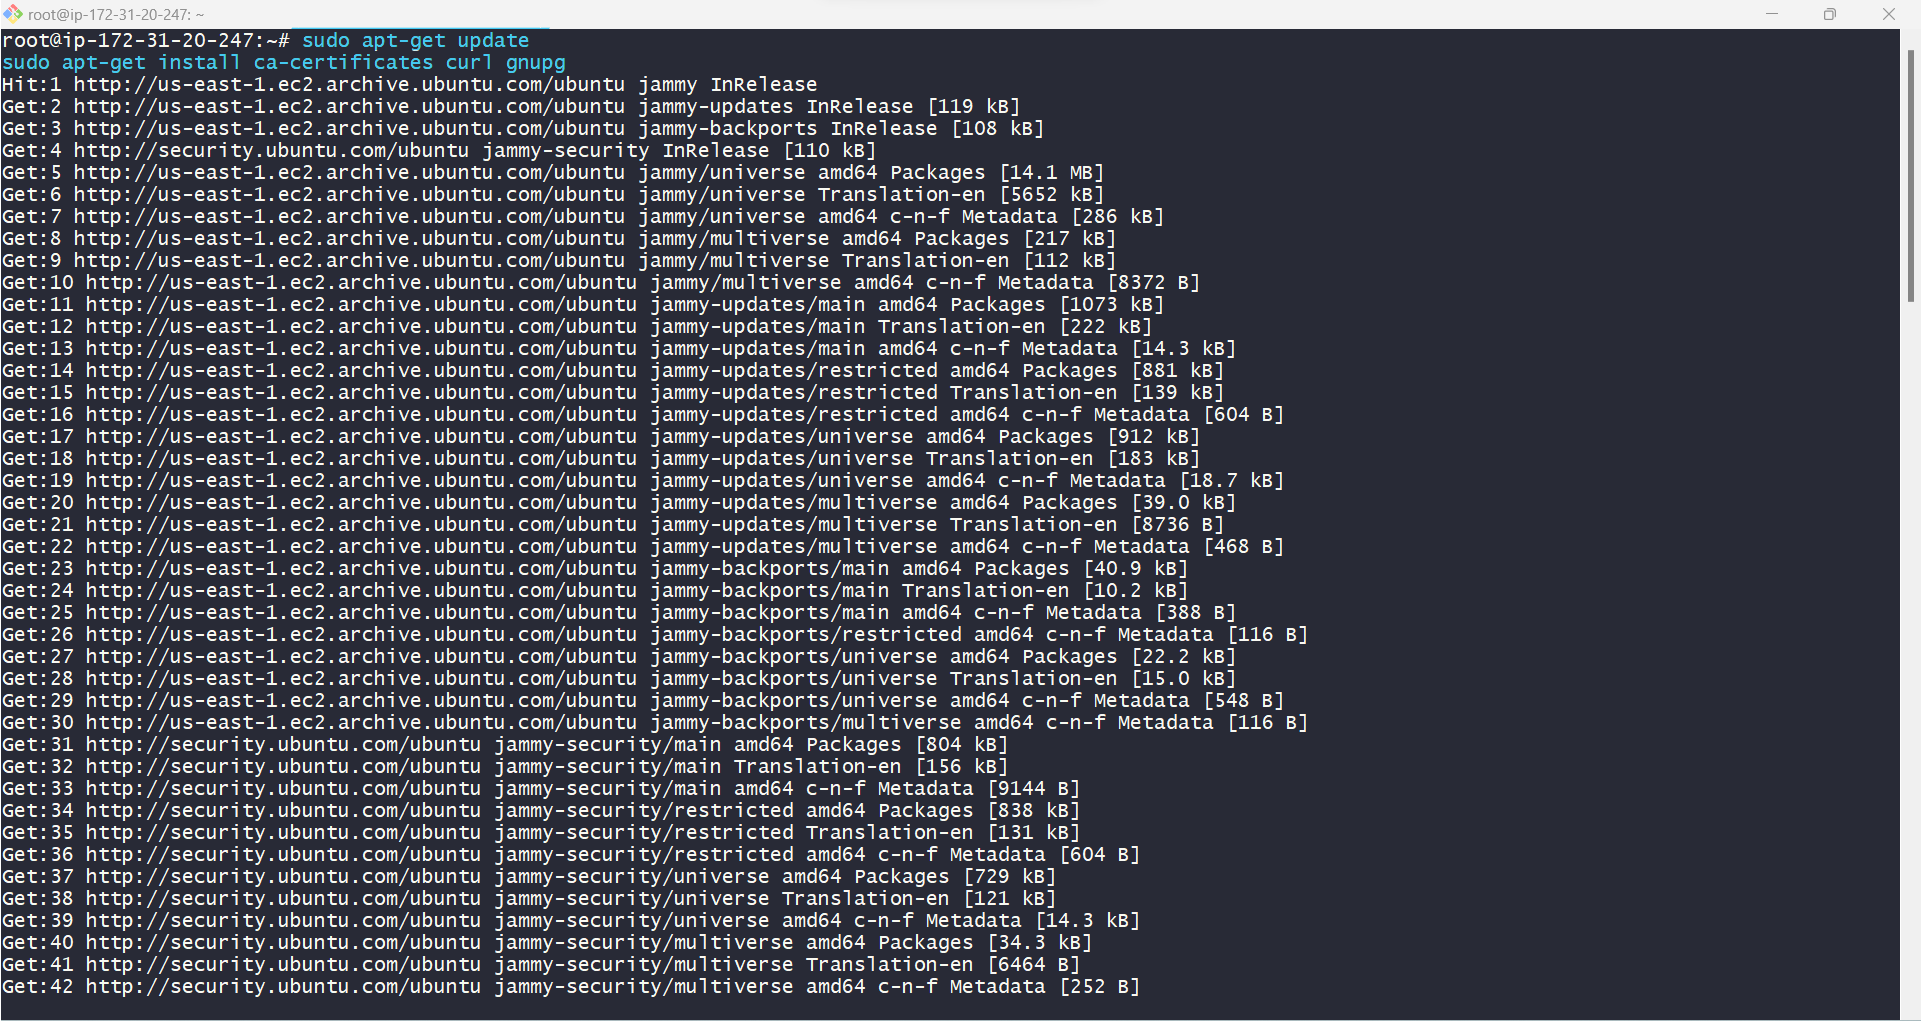 root@ip-172-31-20-247: ~
root@ip-172-31-20-247:~# sudo apt-get update
sudo apt-get install ca-certificates curl gnupg
Hit:1 http://us-east-1.ec2.archive.ubuntu.com/ubuntu jammy InRelease
Get:2 http://us-east-1.ec2.archive.ubuntu.com/ubuntu jammy-updates InRelease [119 kB]
Get:3 http://us-east-1.ec2.archive.ubuntu.com/ubuntu jammy-backports InRelease [108 kB]
Get:4 http://security.ubuntu.com/ubuntu jammy-security InRelease [110 kB]
Get:5 http://us-east-1.ec2.archive.ubuntu.com/ubuntu jammy/universe amd64 Packages [14.1 MB]
Get:6 http://us-east-1.ec2.archive.ubuntu.com/ubuntu jammy/universe Translation-en [5652 kB]
Get:7 http://us-east-1.ec2.archive.ubuntu.com/ubuntu jammy/universe amd64 c-n-f Metadata [286 kB]
Get:8 http://us-east-1.ec2.archive.ubuntu.com/ubuntu jammy/multiverse amd64 Packages [217 kB]
Get:9 http://us-east-1.ec2.archive.ubuntu.com/ubuntu jammy/multiverse Translation-en [112 kB]
Get:10 http://us-east-1.ec2.archive.ubuntu.com/ubuntu jammy/multiverse amd64 c-n-f Metadata [8372 B]
Get:11 http://us-east-1.ec2.archive.ubuntu.com/ubuntu jammy-updates/main amd64 Packages [1073 kB]
Get:12 http://us-east-1.ec2.archive.ubuntu.com/ubuntu jammy-updates/main Translation-en [222 kB]
Get:13 http://us-east-1.ec2.archive.ubuntu.com/ubuntu jammy-updates/main amd64 c-n-f Metadata [14.3 kB]
Get:14 http://us-east-1.ec2.archive.ubuntu.com/ubuntu jammy-updates/restricted amd64 Packages [881 kB]
Get:15 http://us-east-1.ec2.archive.ubuntu.com/ubuntu jammy-updates/restricted Translation-en [139 kB]
Get:16 http://us-east-1.ec2.archive.ubuntu.com/ubuntu jammy-updates/restricted amd64 c-n-f Metadata [604 B]
Get:17 http://us-east-1.ec2.archive.ubuntu.com/ubuntu jammy-updates/universe amd64 Packages [912 kB]
Get:18 http://us-east-1.ec2.archive.ubuntu.com/ubuntu jammy-updates/universe Translation-en [183 kB]
Get:19 http://us-east-1.ec2.archive.ubuntu.com/ubuntu jammy-updates/universe amd64 c-n-f Metadata [18.7 kB]
Get:20 http://us-east-1.ec2.archive.ubuntu.com/ubuntu jammy-updates/multiverse amd64 Packages [39.0 kB]
Get:21 http://us-east-1.ec2.archive.ubuntu.com/ubuntu jammy-updates/multiverse Translation-en [8736 B]
Get:22 http://us-east-1.ec2.archive.ubuntu.com/ubuntu jammy-updates/multiverse amd64 c-n-f Metadata [468 B]
Get:23 http://us-east-1.ec2.archive.ubuntu.com/ubuntu jammy-backports/main amd64 Packages [40.9 kB]
Get:24 http://us-east-1.ec2.archive.ubuntu.com/ubuntu jammy-backports/main Translation-en [10.2 kB]
Get:25 http://us-east-1.ec2.archive.ubuntu.com/ubuntu jammy-backports/main amd64 c-n-f Metadata [388 B]
Get:26 http://us-east-1.ec2.archive.ubuntu.com/ubuntu jammy-backports/restricted amd64 c-n-f Metadata [116 B]
Get:27 http://us-east-1.ec2.archive.ubuntu.com/ubuntu jammy-backports/universe amd64 Packages [22.2 kB]
Get:28 http://us-east-1.ec2.archive.ubuntu.com/ubuntu jammy-backports/universe Translation-en [15.0 kB]
Get:29 http://us-east-1.ec2.archive.ubuntu.com/ubuntu jammy-backports/universe amd64 c-n-f Metadata [548 B]
Get:30 http://us-east-1.ec2.archive.ubuntu.com/ubuntu jammy-backports/multiverse amd64 c-n-f Metadata [116 B]
Get:31 http://security.ubuntu.com/ubuntu jammy-security/main amd64 Packages [804 kB]
Get:32 http://security.ubuntu.com/ubuntu jammy-security/main Translation-en [156 kB]
Get:33 http://security.ubuntu.com/ubuntu jammy-security/main amd64 c-n-f Metadata [9144 B]
Get:34 http://security.ubuntu.com/ubuntu jammy-security/restricted amd64 Packages [838 kB]
Get:35 http://security.ubuntu.com/ubuntu jammy-security/restricted Translation-en [131 kB]
Get:36 http://security.ubuntu.com/ubuntu jammy-security/restricted amd64 c-n-f Metadata [604 B]
Get:37 http://security.ubuntu.com/ubuntu jammy-security/universe amd64 Packages [729 kB]
Get:38 http://security.ubuntu.com/ubuntu jammy-security/universe Translation-en [121 kB]
Get:39 http://security.ubuntu.com/ubuntu jammy-security/universe amd64 c-n-f Metadata [14.3 kB]
Get:40 http://security.ubuntu.com/ubuntu jammy-security/multiverse amd64 Packages [34.3 kB]
Get:41 http://security.ubuntu.com/ubuntu jammy-security/multiverse Translation-en [6464 B]
Get:42 http://security.ubuntu.com/ubuntu jammy-security/multiverse amd64 c-n-f Metadata [252 B]